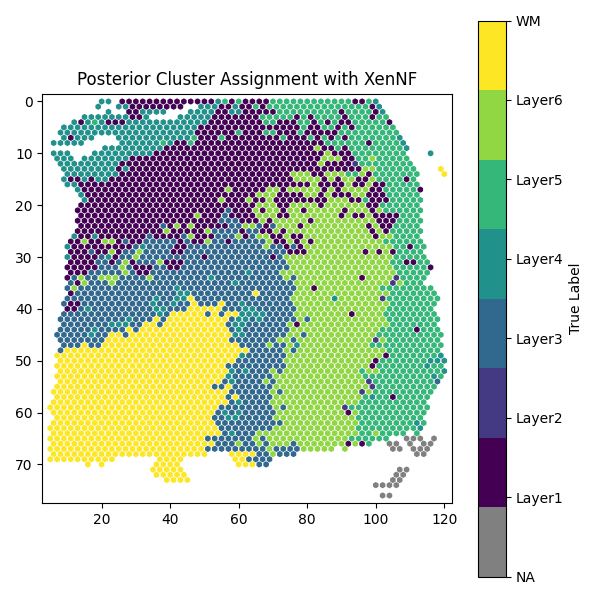 Posterior Cluster Assignment with XenNF
0
10
20
30
40
50
60
70
20
40
60
80
100
120
WM
Layer6
Layer5
Layer4
Layer3
Layer2
Layer1
NA
True Label